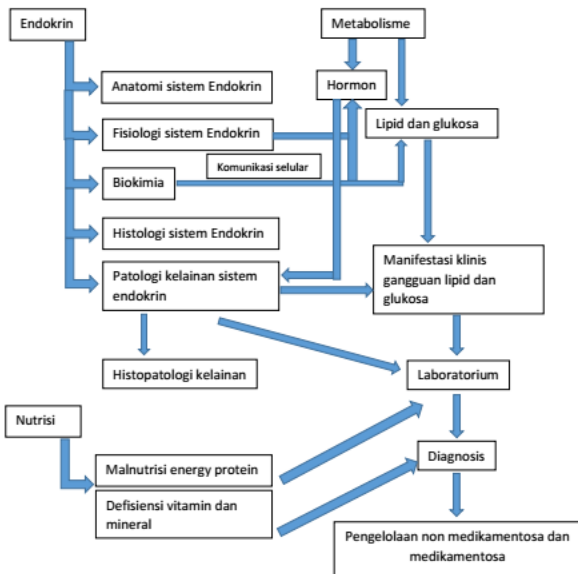 Endokrin
Metabolisme
Anatomi sistem Endokrin
Hormon
Fisiologi sistem Endokrin
Lipid dan glukosa
Komunikasi selular
Biokimia
Histologi sistem Endokrin
Patologi kelainan sistem
endokrin
Manifestasi klinis
gangguan lipid dan
glukosa
Histopatologi kelainan
Laboratorium
Nutrisi
Malnutrisi energy protein
Diagnosis
Defisiensi vitamin dan
mineral
Pengelolaan non medikamentosa dan
medikamentosa